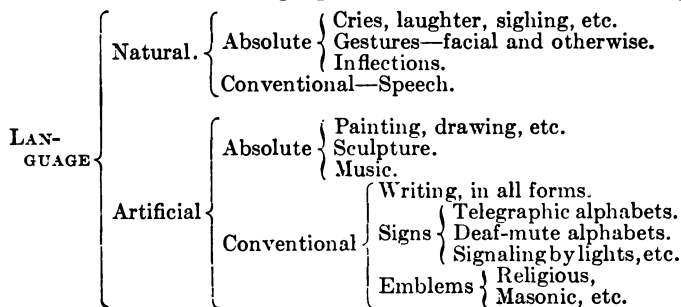 Cries, laughter, sighing, etc.
Natural. Absolute Gestures—facial and otherwise.
Inflections.
Conventional—Speech.
LAN-
GUAGE
Painting, drawing, etc.
Absolute Sculpture.
Music.
Artificial
Writing, in all forms.
Telegraphic alphabets.
Conventional Signs Deaf-mute alphabets.
Signaling by lights, etc.
Emblems Religious,
Masonic, etc.